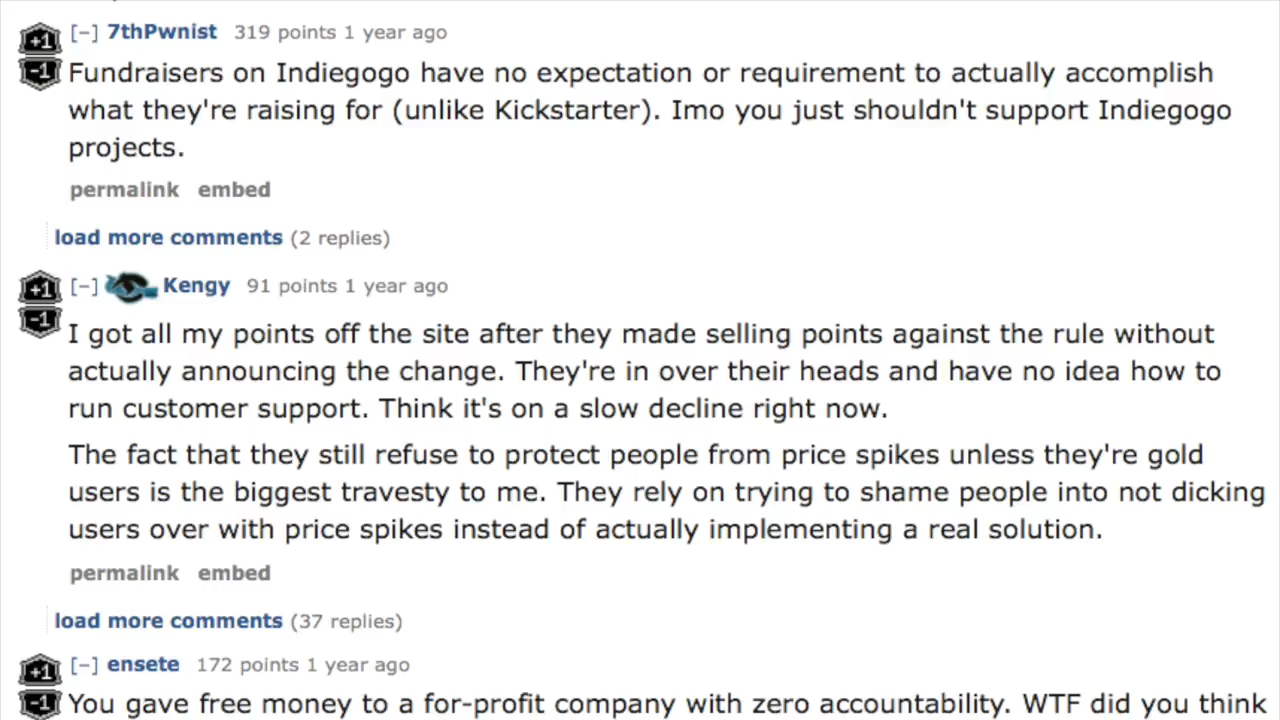 +1 [−] 7thPwnist 319 points 1 year ago
-1 Fundraisers on Indiegogo have no expectation or requirement to actually accomplish
what they're raising for (unlike Kickstarter). Imo you just shouldn't support Indiegogo
projects.
permalink embed
load more comments (2 replies)
+1 [−] Kengy 91 points 1 year ago
-1
I got all my points off the site after they made selling points against the rule without
actually announcing the change. They're in over their heads and have no idea how to
run customer support. Think it's on a slow decline right now.
The fact that they still refuse to protect people from price spikes unless they're gold
users is the biggest travesty to me. They rely on trying to shame people into not dicking
users over with price spikes instead of actually implementing a real solution.
permalink embed
load more comments (37 replies)
+1 [−] ensete 172 points 1 year ago
-1 You gave free money to a for-profit company with zero accountability. WTF did you think